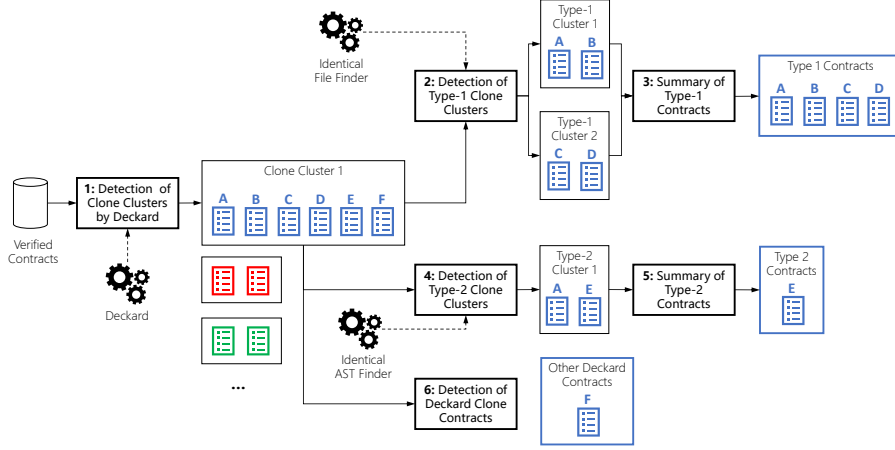 Identical
File Finder
2: Detection of
Type-1 Clone
Clusters
Type-1
Cluster 1
A B
Type-1
Cluster 2
C D
3: Summary of
Type-1
Contracts
Type 1 Contracts
A B C D
Verified
Contracts
1: Detection of
Clone Clusters
by Deckard
Deckard
Clone Cluster 1
A B C D E F
...
4: Detection of
Type-2 Clone
Clusters
Identical
AST Finder
Type-2
Cluster 1
A E
5: Summary of
Type-2
Contracts
Type 2
Contracts
E
6: Detection of
Deckard Clone
Contracts
Other Deckard
Contracts
F